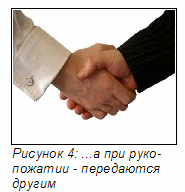 Рисунок 4: ...а при руко-
пожатии - передаются
другим